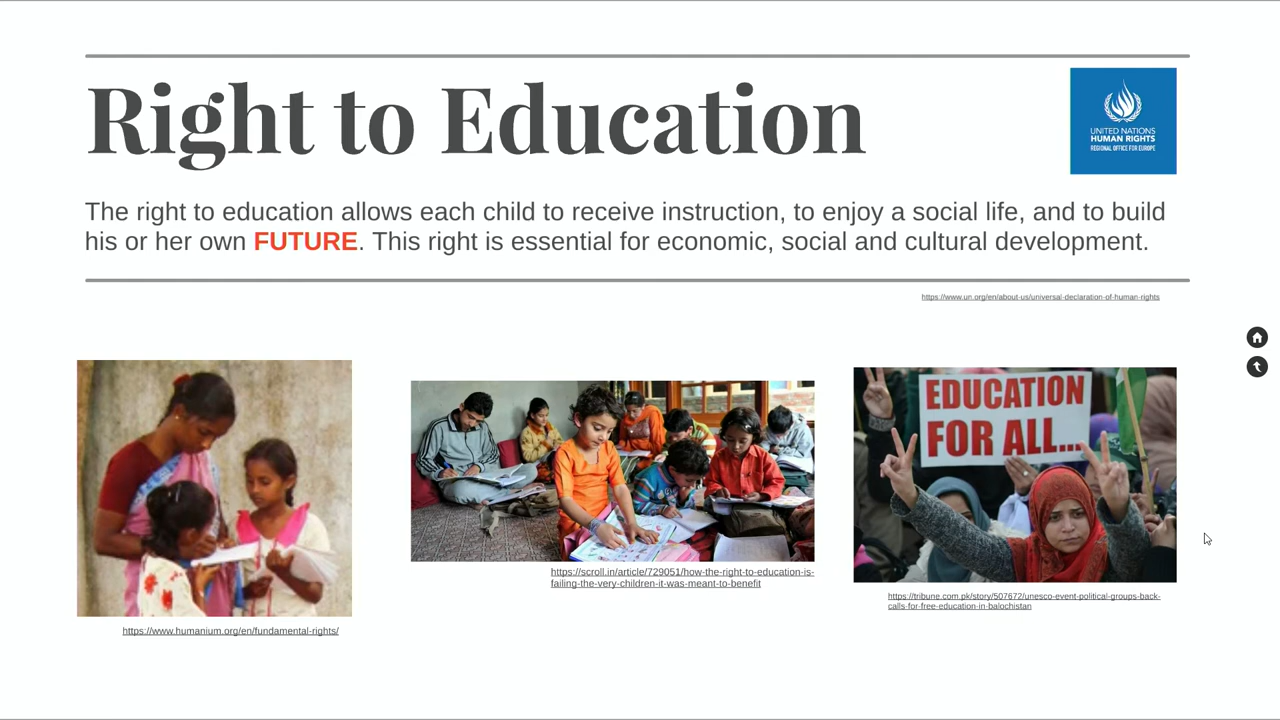 Right to Education
UNITED NATIONS
HUMAN RIGHTS
REGIONAL OFFICE FOR EUROPE
The right to education allows each child to receive instruction, to enjoy a social life, and to build
his or her own FUTURE. This right is essential for economic, social and cultural development.
https://www.un.org/en/about-us/universal-declaration-of-human-rights
EDUCATION
FOR ALL...
https://scroll.in/article/729051/how-the-right-to-education-is-
failing-the-very-children-it-was-meant-to-benefit
https://tribune.com.pk/story/507672/unesco-event-political-groups-back-
calls-for-free-education-in-balochistan
https://www.humanium.org/en/fundamental-rights/